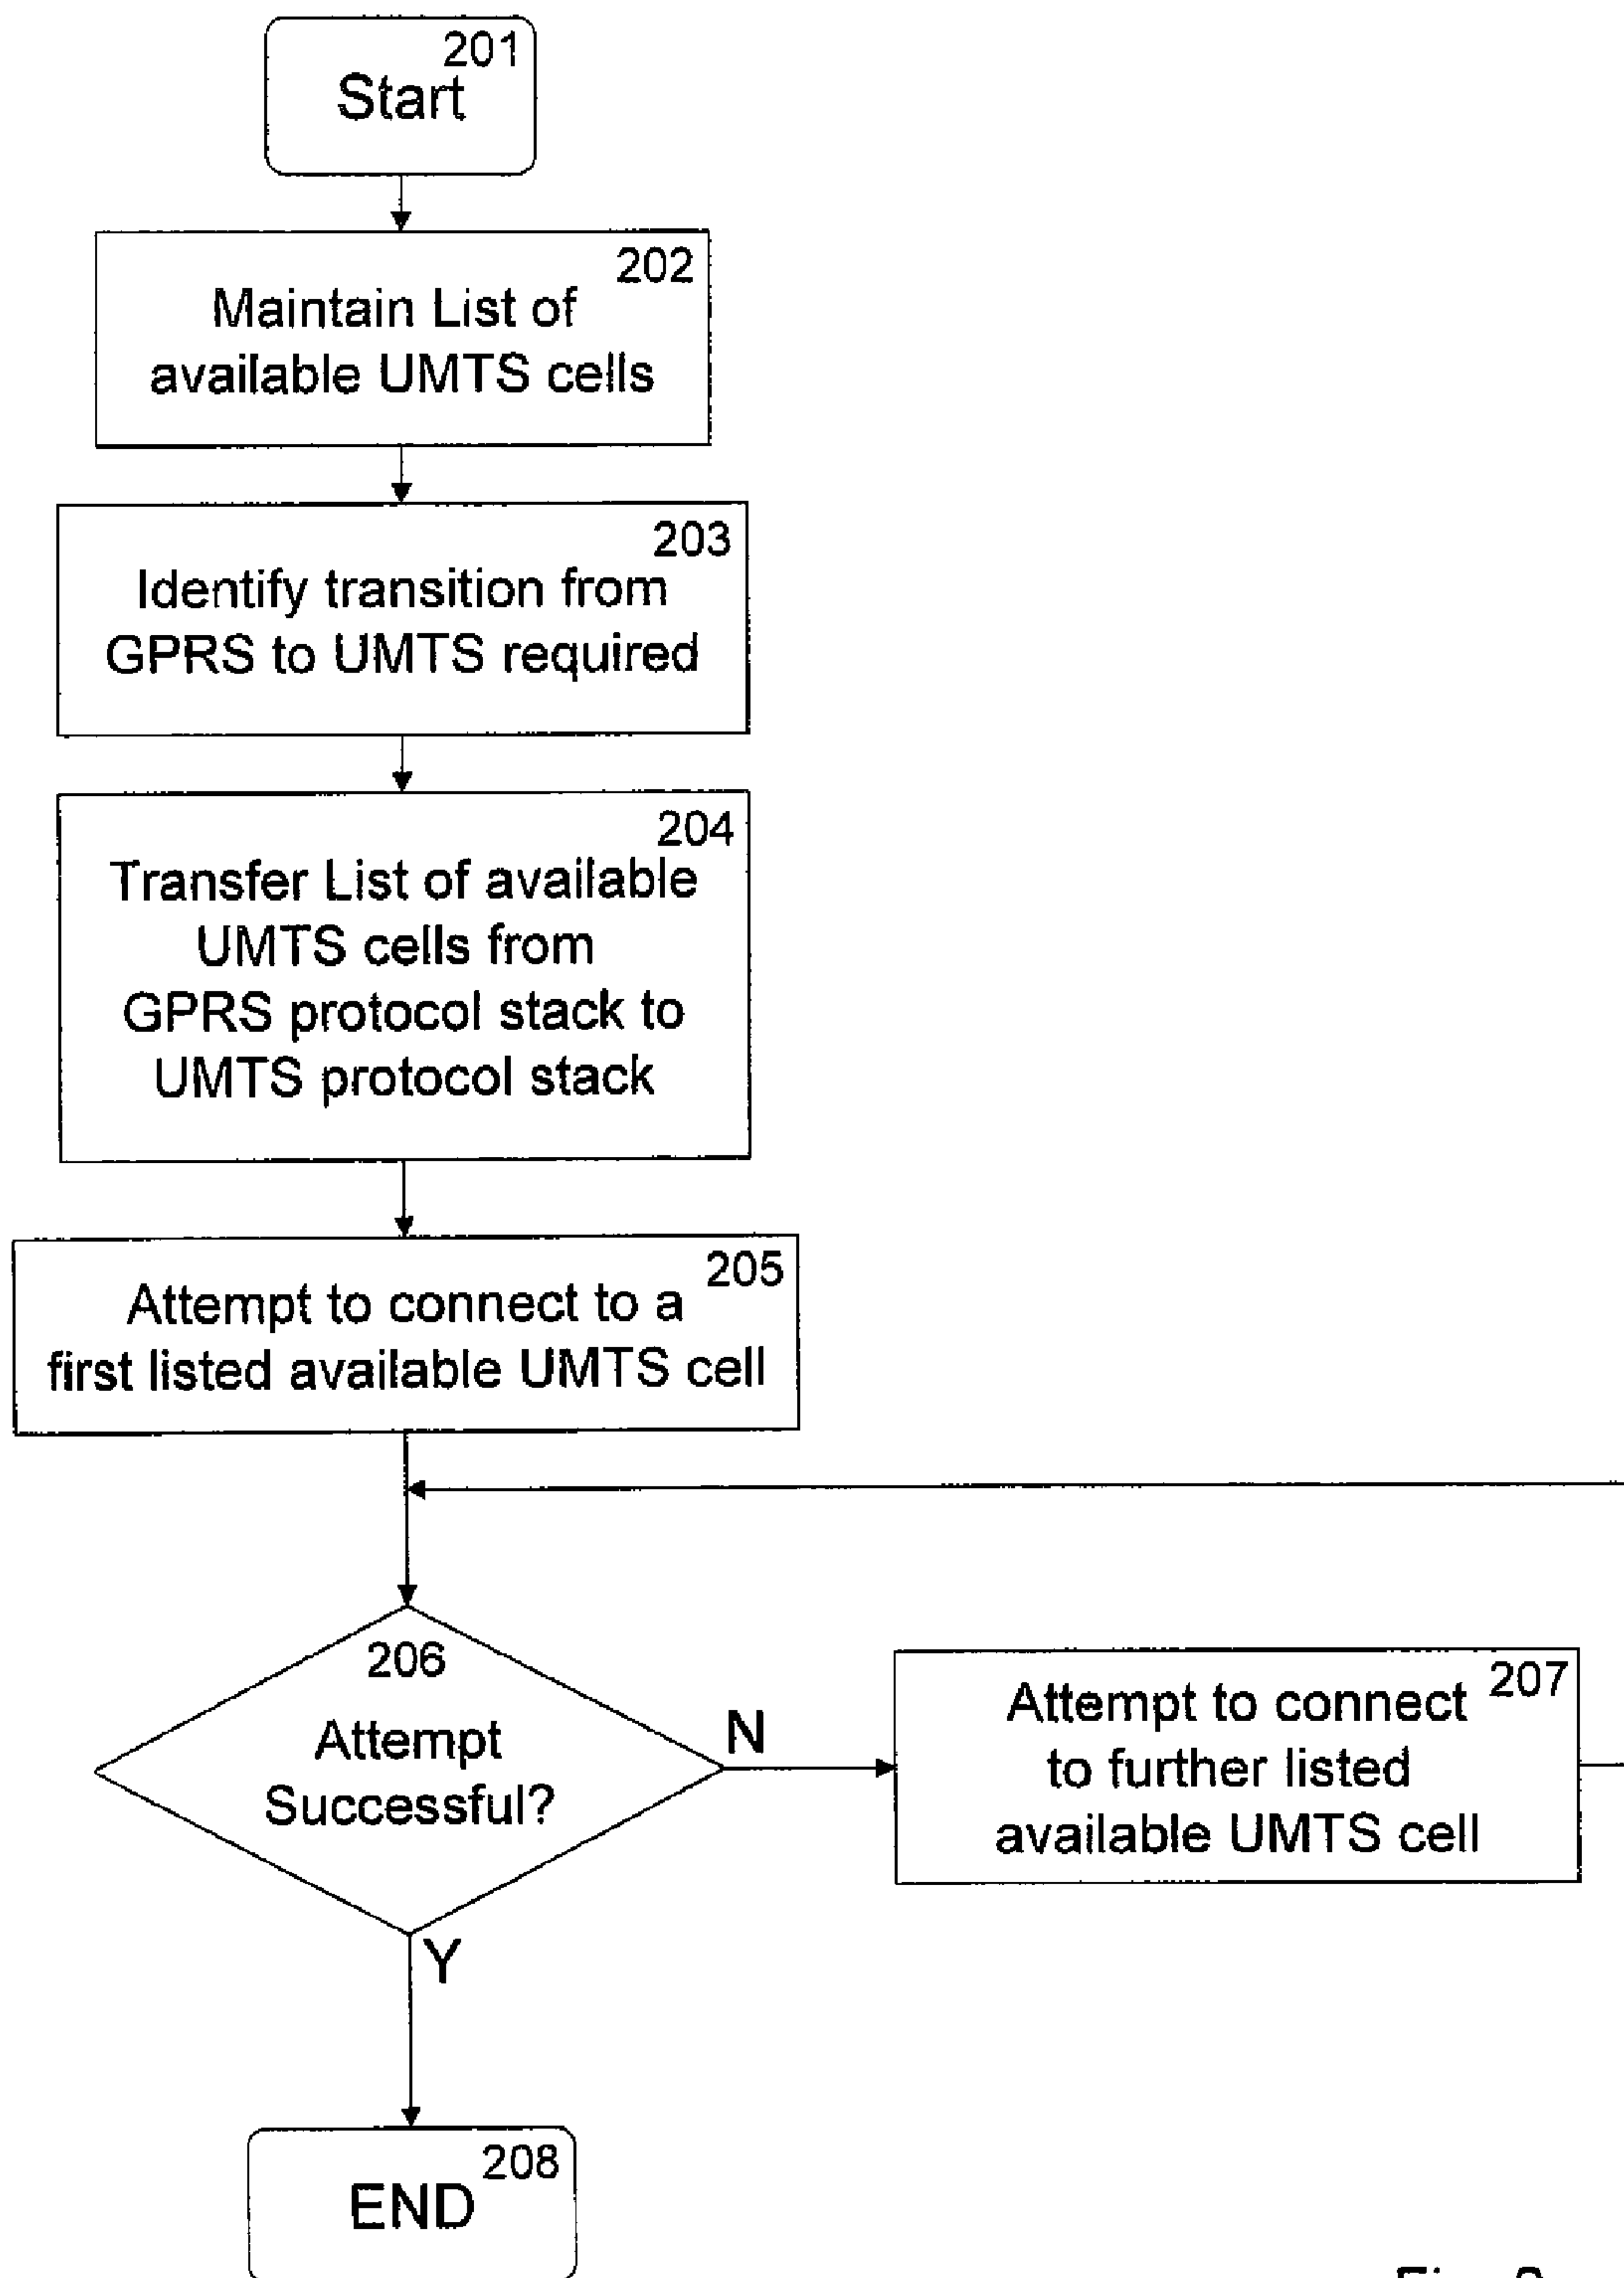 201
Start
202
Maintain List of
available UMTS cells
203
Identify transition from
GPRS to UMTS required
204
Transfer List of available
UMTS cells from
GPRS protocol stack to
UMTS protocol stack
205
Attempt to connect to a
first listed available UMTS cell
206
Attempt
Successful?
N
207
Attempt to connect
to further listed
available UMTS cell
Y
208
END